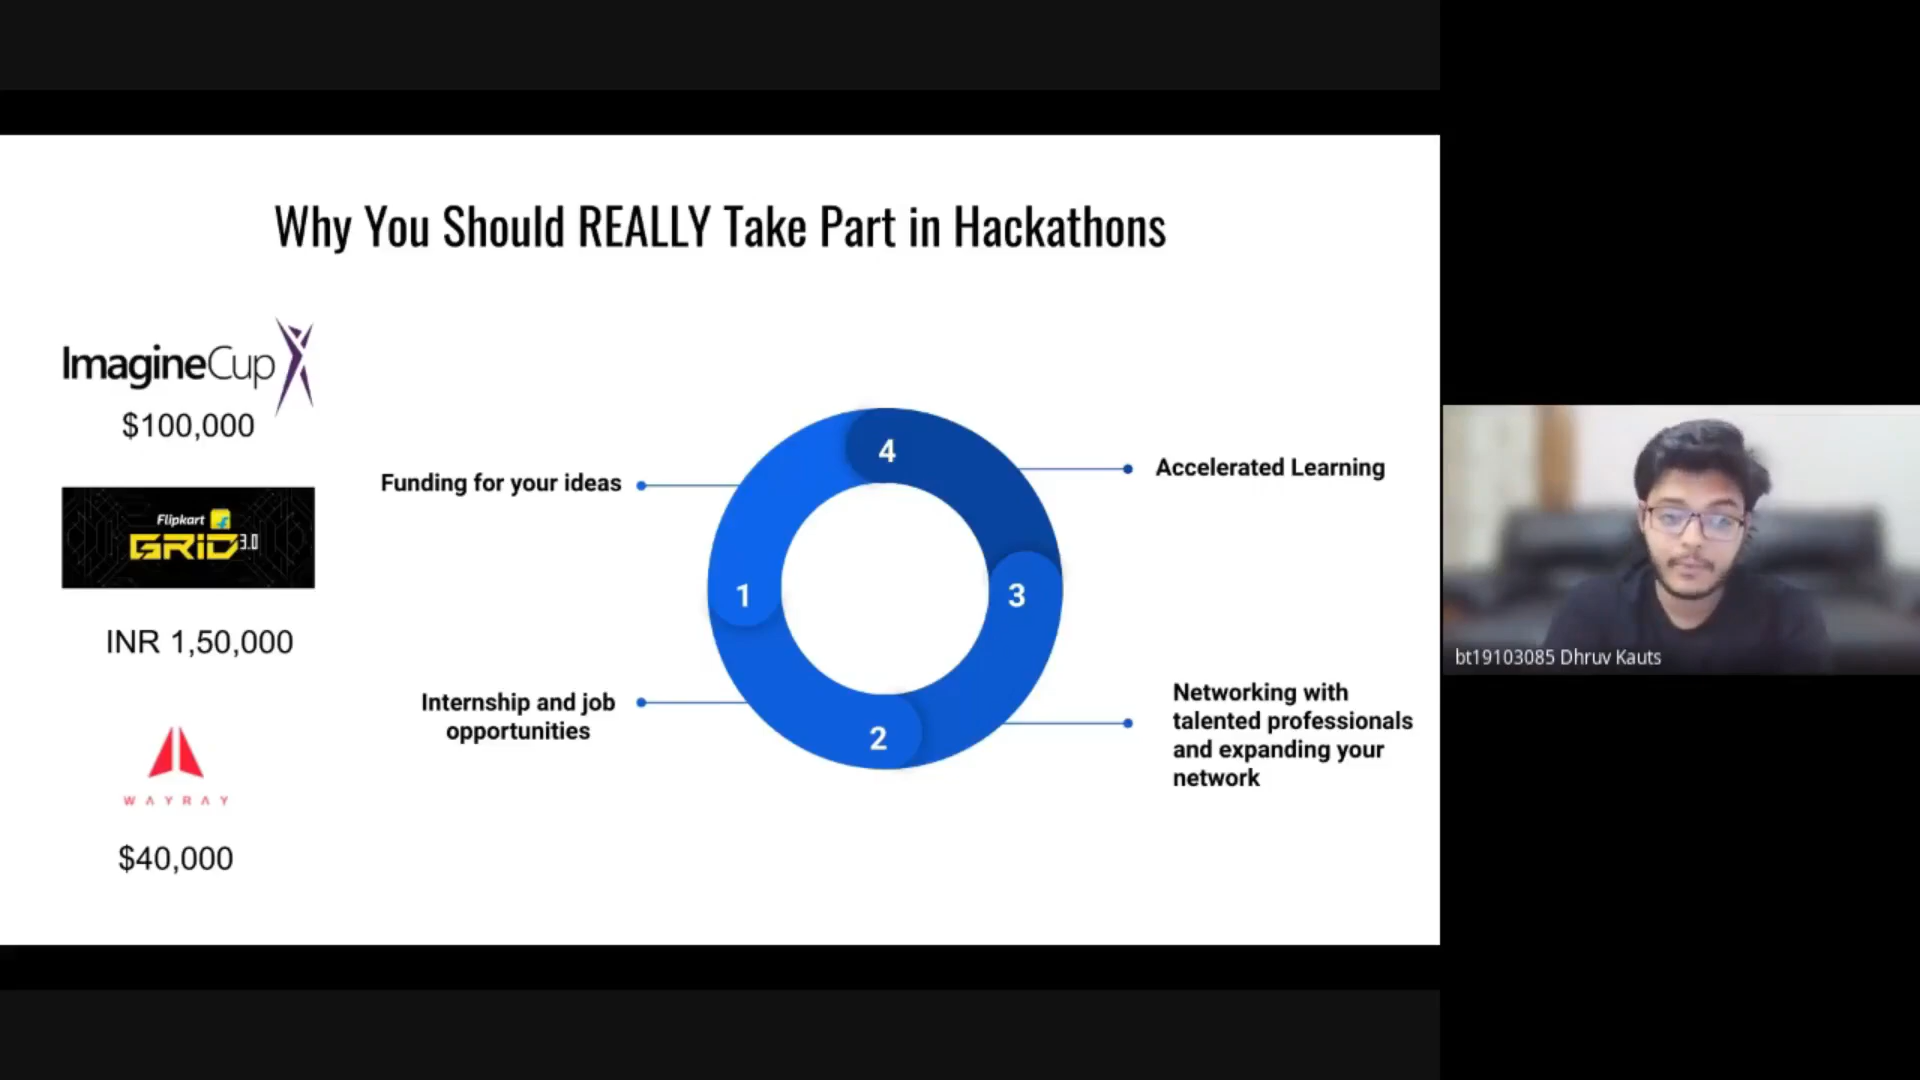 Why You Should REALLY Take Part in Hackathons
ImagineCup
$100,000
Flipkart
GRiD 3.0
INR 1,50,000
WAYRAY
$40,000
Funding for your ideas
Internship and job
opportunities
4
1
3
2
Accelerated Learning
Networking with
talented professionals
and expanding your
network
bt19103085 Dhruv Kauts